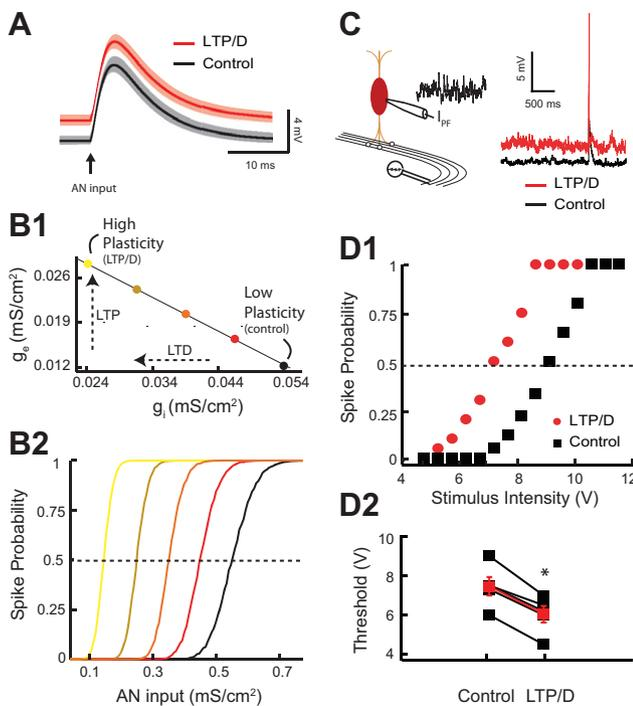 A
LTP/D
Control
4 mV
10 ms
AN input
B1
High
Plasticity
(LTP/D)
Low
Plasticity
(control)
LTP
LTD
0.026
0.019
0.012
ge (mS/cm²)
0.024 0.034 0.044 0.054
gi (mS/cm²)
B2
Spike Probability
1
0.75
0.5
0.25
0
0.1 0.3 0.5 0.7
AN input (mS/cm²)
C
IPF
5 mV
500 ms
LTP/D
Control
D1
Spike Probability
1
0.75
0.5
0.25
0
LTP/D
Control
4 6 8 10 12
Stimulus Intensity (V)
D2
Threshold (V)
10
8
6
4
*
Control LTP/D